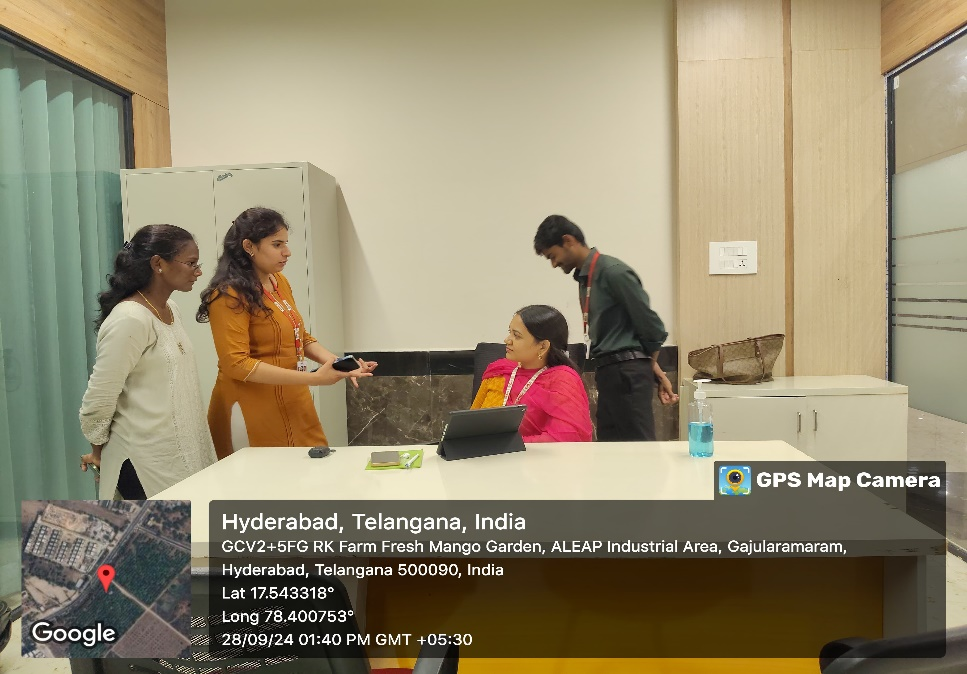 GPS Map Camera
Hyderabad, Telangana, India
GCV2+5FG RK Farm Fresh Mango Garden, ALEAP Industrial Area, Gajularamaram,
Hyderabad, Telangana 500090, India
Lat 17.543318°
Long 78.400753°
28/09/24 01:40 PM GMT +05:30
Google